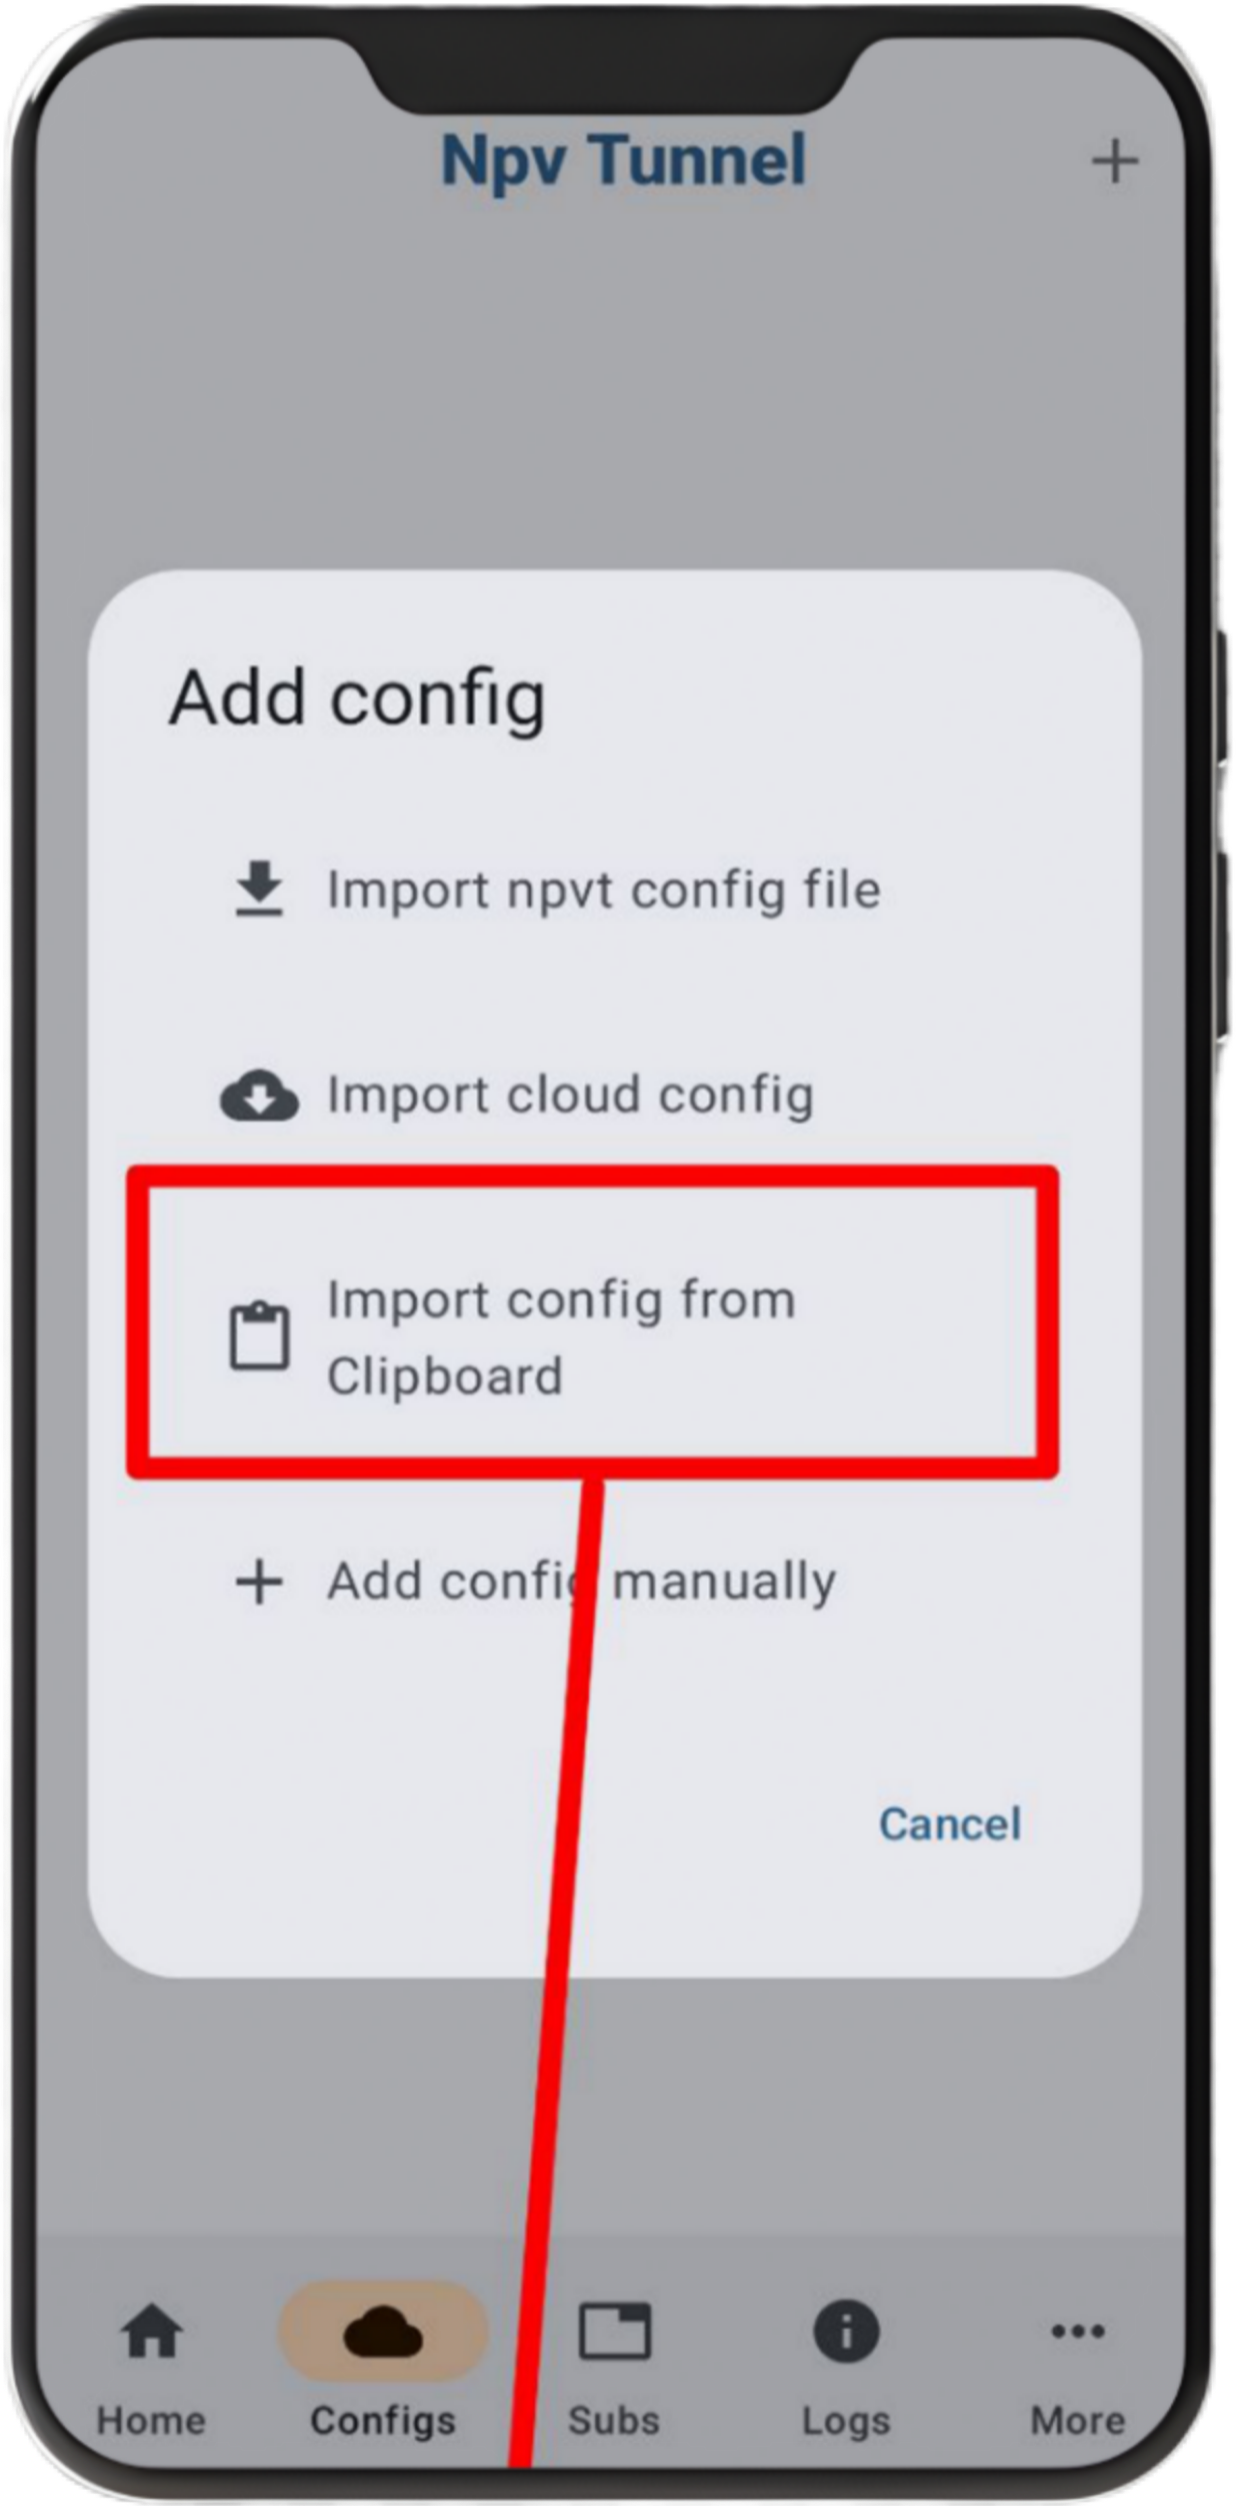 Npv Tunnel
Add config
Import npvt config file
Import cloud config
Import config from
Clipboard
Add config manually
Cancel
Home
Configs
Subs
Logs
More